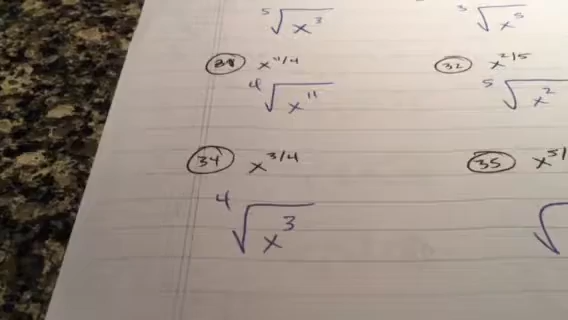 ⁵√x³ ³√x⁵
x^11/4 32 x^2/5
⁴√x¹¹ ⁵√x²
34 x^3/4 35
⁴√x³